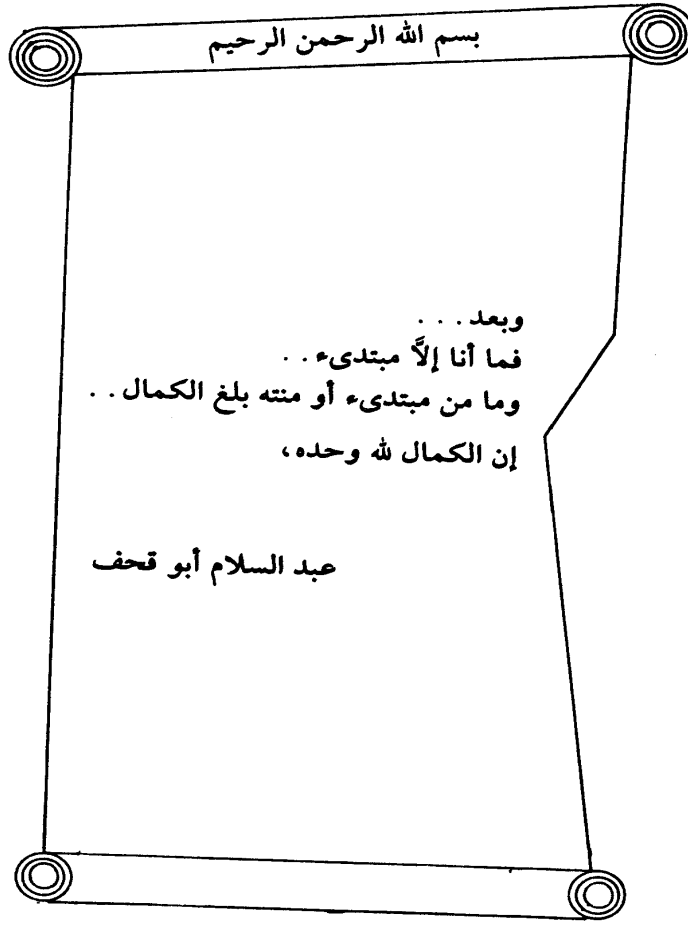 بسم الله الرحمن الرحيم
وبعد . . .
فما أنا إلاَّ مبتدىء . .
وما من مبتدىء أو منته بلغ الكمال . .
إن الكمال لله وحده،
عبد السلام أبو قحف